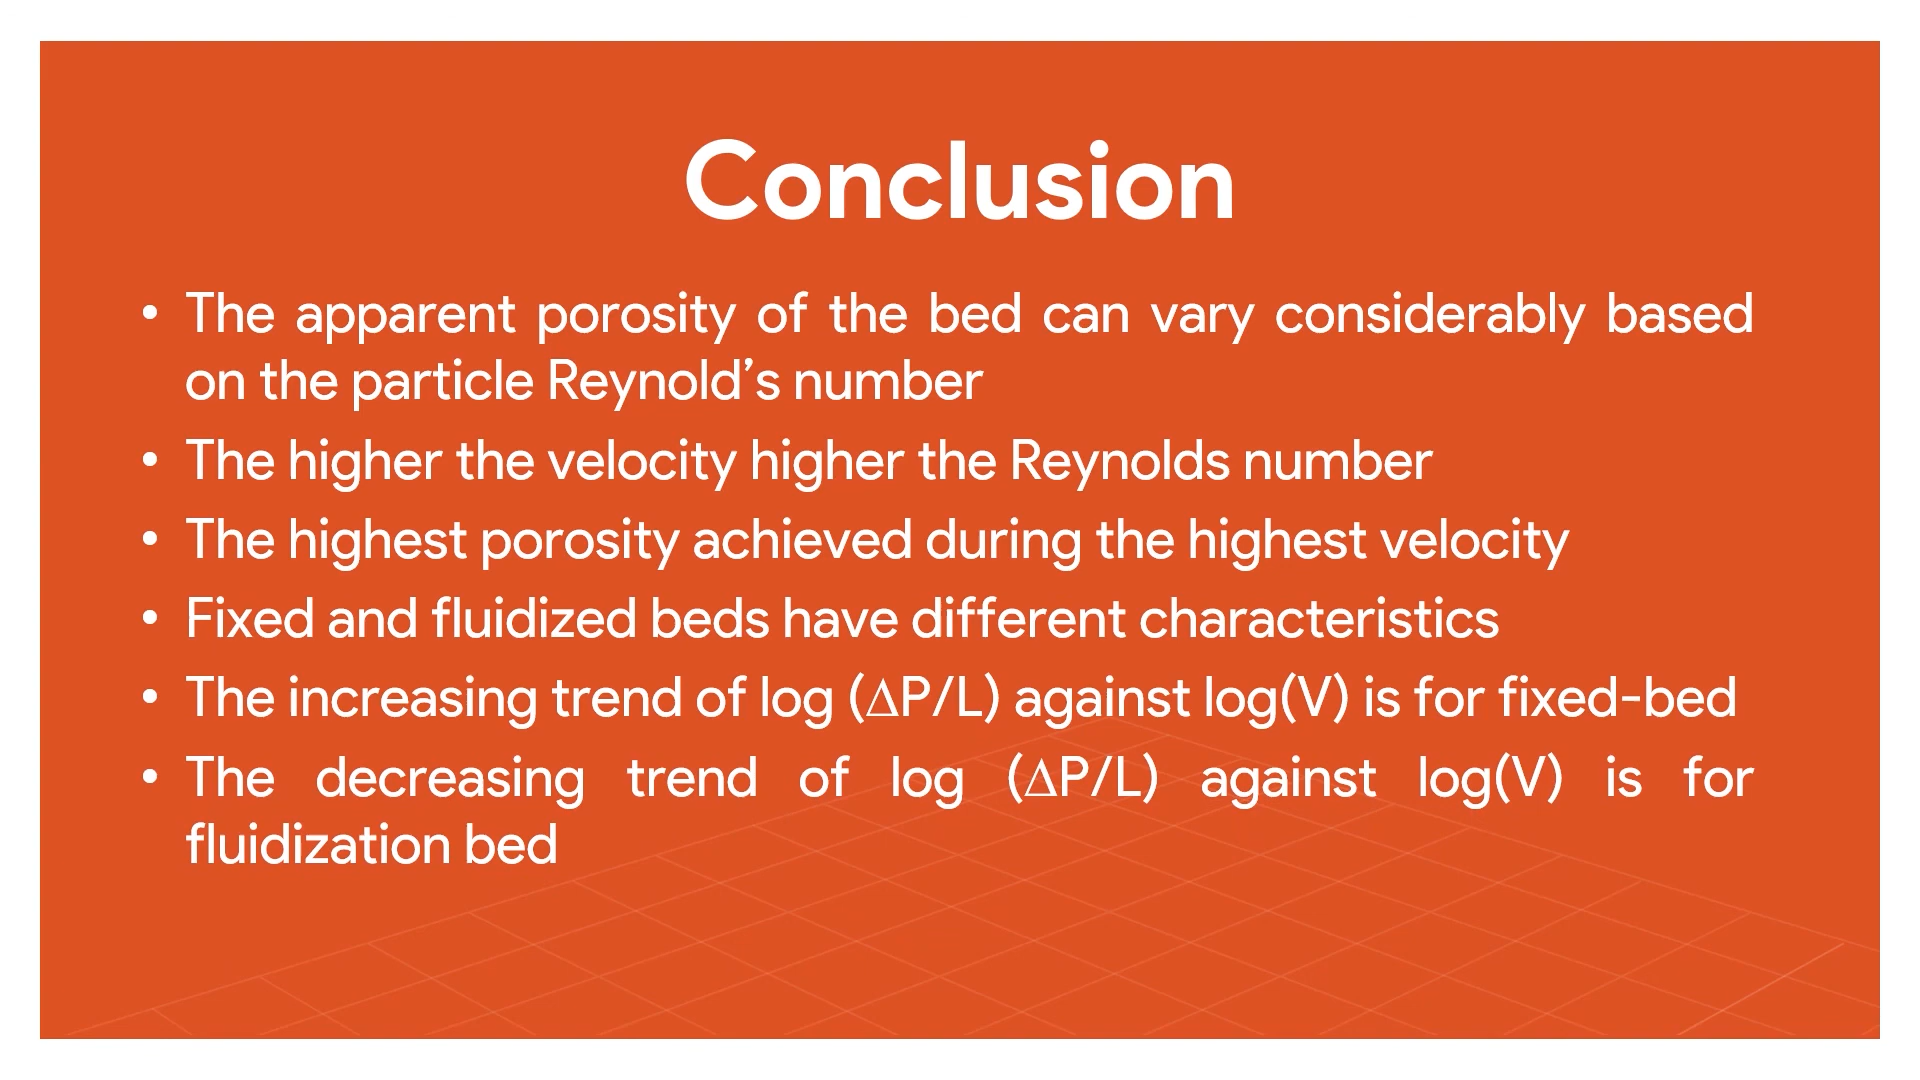 Conclusion
• The apparent porosity of the bed can vary considerably based
on the particle Reynold’s number
• The higher the velocity higher the Reynolds number
• The highest porosity achieved during the highest velocity
• Fixed and fluidized beds have different characteristics
• The increasing trend of log (ΔP/L) against log(V) is for fixed-bed
• The decreasing trend of log (ΔP/L) against log(V) is for
fluidization bed